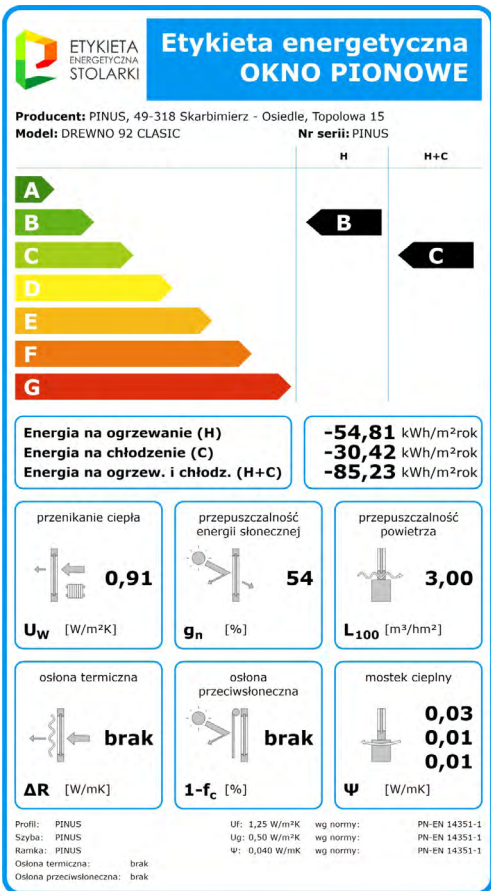 ETYKIETA
ENERGETYCZNA
STOLARKI
Etykieta energetyczna
OKNO PIONOWE
Producent: PINUS, 49-318 Skarbimierz - Osiedle, Topolowa 15
Model: DREWNO 92 CLASIC Nr serii: PINUS
H H+C
A
B B
C C
D
E
F
G
Energia na ogrzewanie (H) -54,81 kWh/m²rok
Energia na chłodzenie (C) -30,42 kWh/m²rok
Energia na ogrzew. i chłodz. (H+C) -85,23 kWh/m²rok
przenikanie ciepła
0,91
Uw [W/m²K]
przepuszczalność
energii słonecznej
54
gn [%]
przepuszczalność
powietrza
3,00
L100 [m³/hm²]
osłona termiczna
brak
ΔR [W/mK]
osłona
przeciwsłoneczna
brak
1-fc [%]
mostek cieplny
0,03
0,01
0,01
Ψ [W/mK]
Profil: PINUS Uf: 1,25 W/m²K wg normy: PN-EN 14351-1
Szyba: PINUS Ug: 0,50 W/m²K wg normy: PN-EN 14351-1
Ramka: PINUS Ψ: 0,040 W/mK wg normy: PN-EN 14351-1
Osłona termiczna: brak
Osłona przeciwsłoneczna: brak